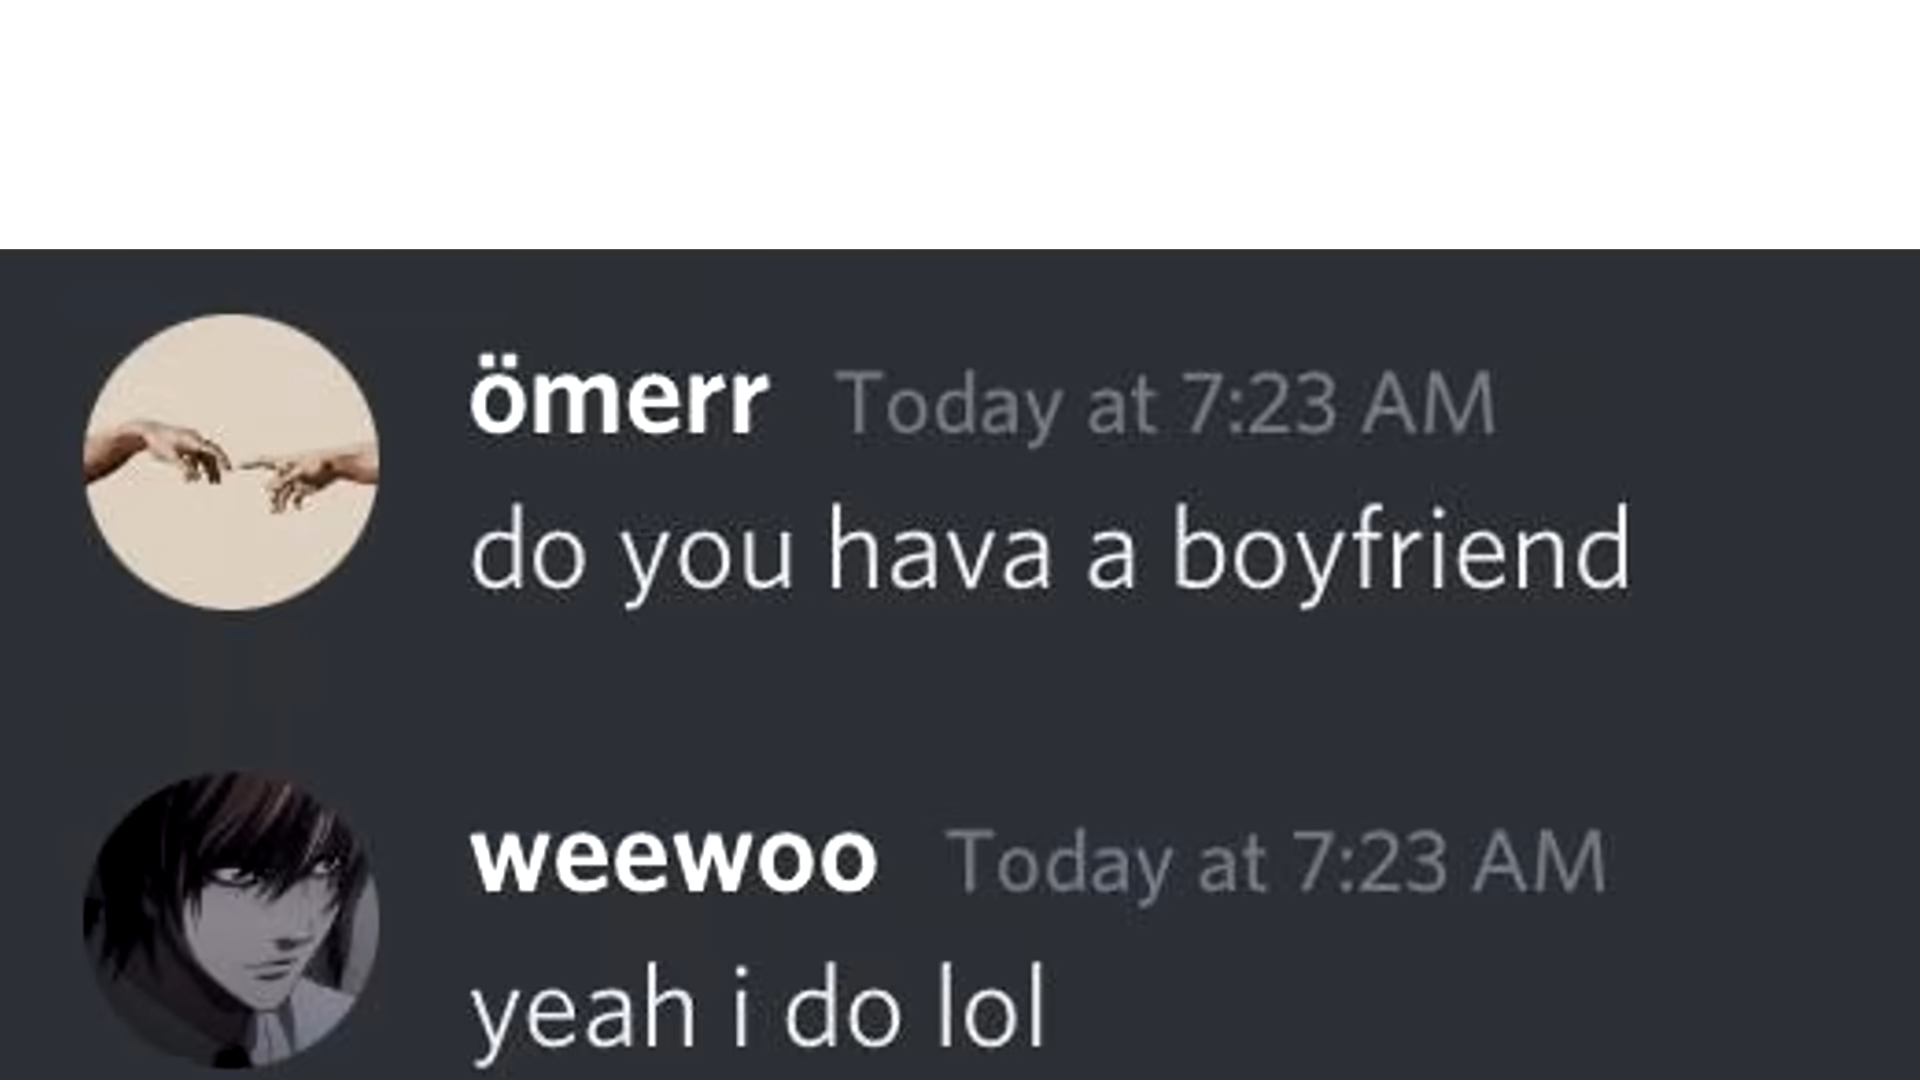 ömerr Today at 7:23 AM
do you hava a boyfriend
weewoo Today at 7:23 AM
yeah i do lol